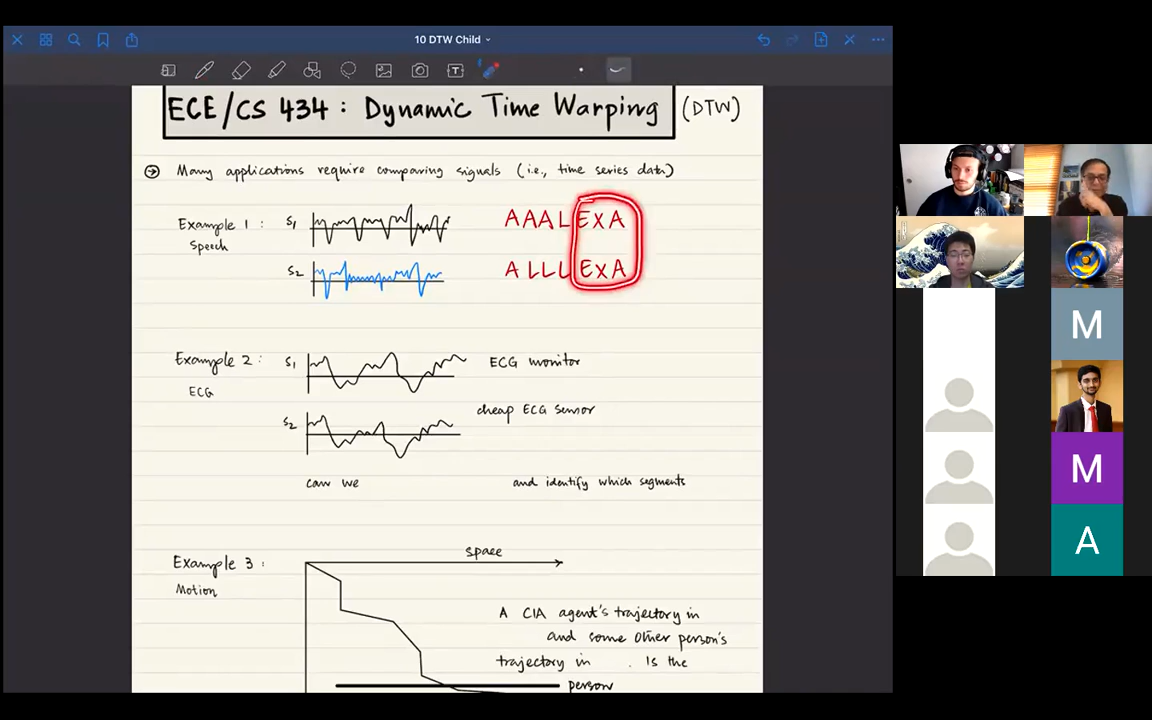 10 DTW Child
ECE/CS 434 : Dynamic Time Warping (DTW)
Many applications require comparing signals (i.e., time series data)
Example 1 : S1 AAALEXA
Speech
S2 ALLLEXA
Example 2 : S1 ECG monitor
ECG
S2 cheap ECG sensor
can we and identify which segments
Example 3 : space
Motion
A CIA agent's trajectory in
and some other person's
trajectory in . Is the
person
M
M
A